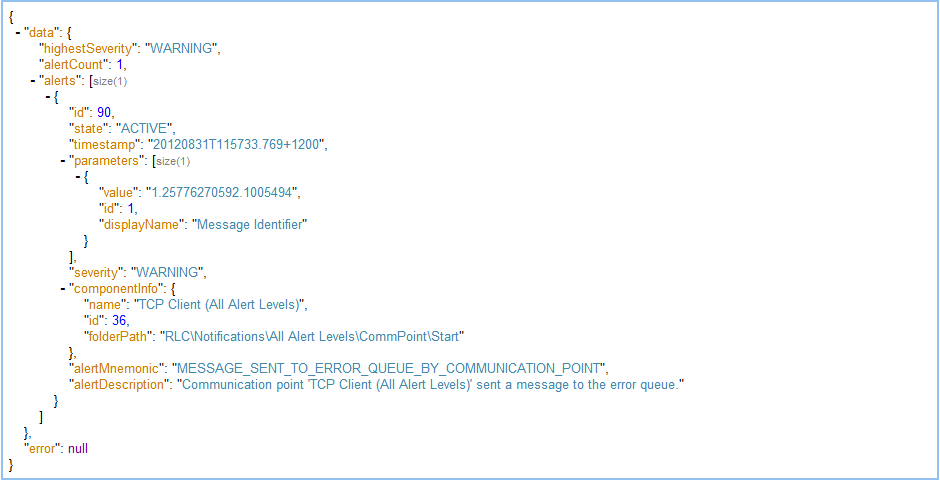 {
- "data": {
"highestSeverity": "WARNING",
"alertCount": 1,
- "alerts": [size(1)
- {
"id": 90,
"state": "ACTIVE",
"timestamp": "20120831T115733.769+1200",
- "parameters": [size(1)
- {
"value": "1.25776270592.1005494",
"id": 1,
"displayName": "Message Identifier"
}
],
"severity": "WARNING",
- "componentInfo": {
"name": "TCP Client (All Alert Levels)",
"id": 36,
"folderPath": "RLC\Notifications\All Alert Levels\CommPoint\Start"
},
"alertMnemonic": "MESSAGE_SENT_TO_ERROR_QUEUE_BY_COMMUNICATION_POINT",
"alertDescription": "Communication point 'TCP Client (All Alert Levels)' sent a message to the error queue."
}
]
},
"error": null
}